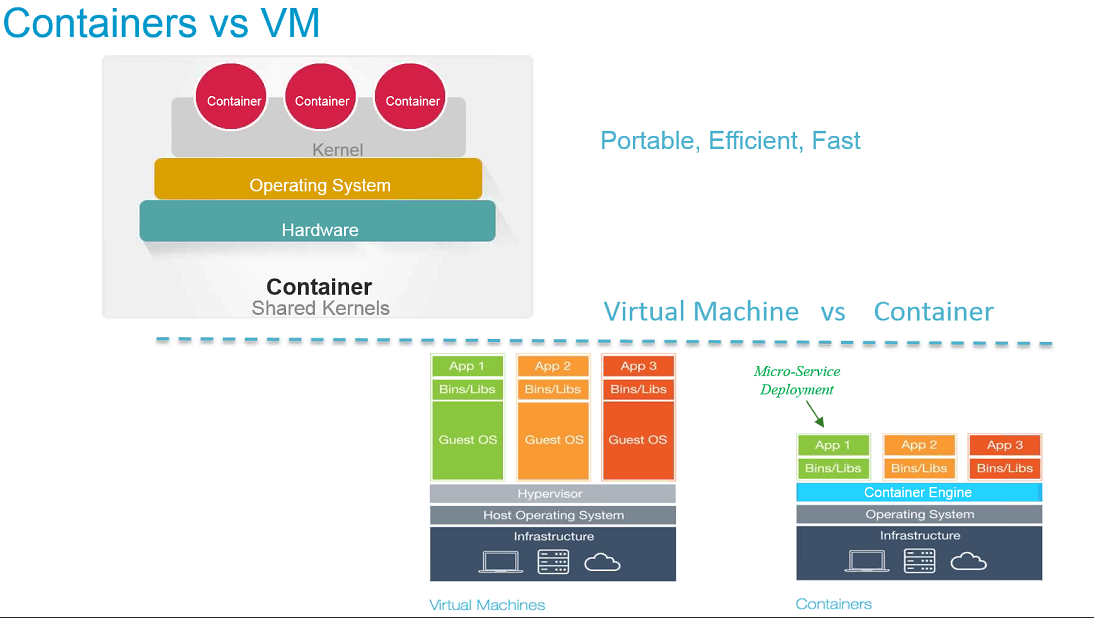 Containers vs VM
Container Container Container
Kernel
Operating System
Hardware
Container
Shared Kernels
Portable, Efficient, Fast
Virtual Machine vs Container
App 1 App 2 App 3
Bins/Libs Bins/Libs Bins/Libs
Guest OS Guest OS Guest OS
Hypervisor
Host Operating System
Infrastructure
Virtual Machines
Micro-Service
Deployment
App 1 App 2 App 3
Bins/Libs Bins/Libs Bins/Libs
Container Engine
Operating System
Infrastructure
Containers